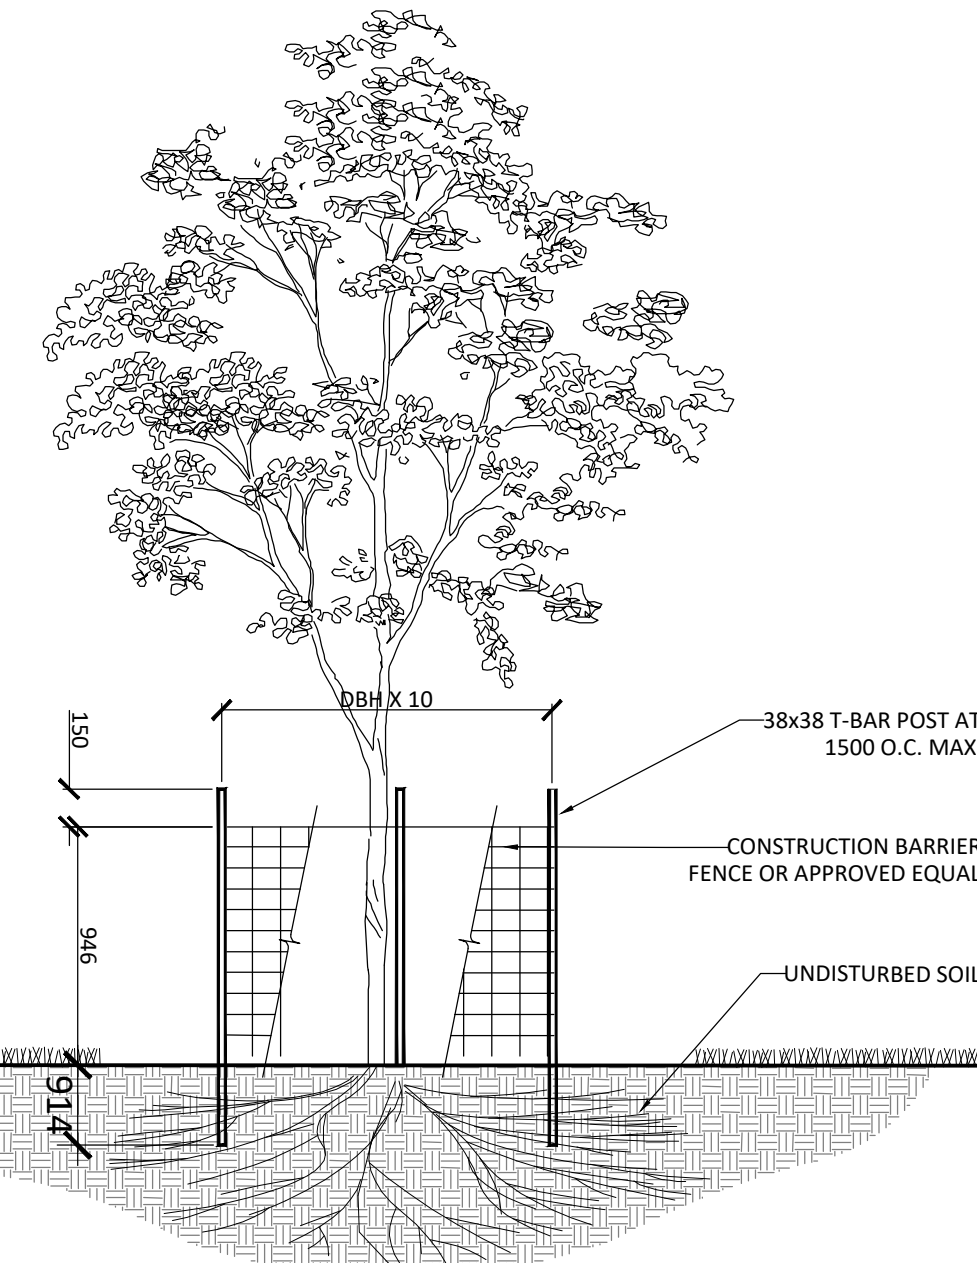 DBH X 10
38x38 T-BAR POST AT
1500 O.C. MAX
150
CONSTRUCTION BARRIER
FENCE OR APPROVED EQUAL
946
UNDISTURBED SOIL
914